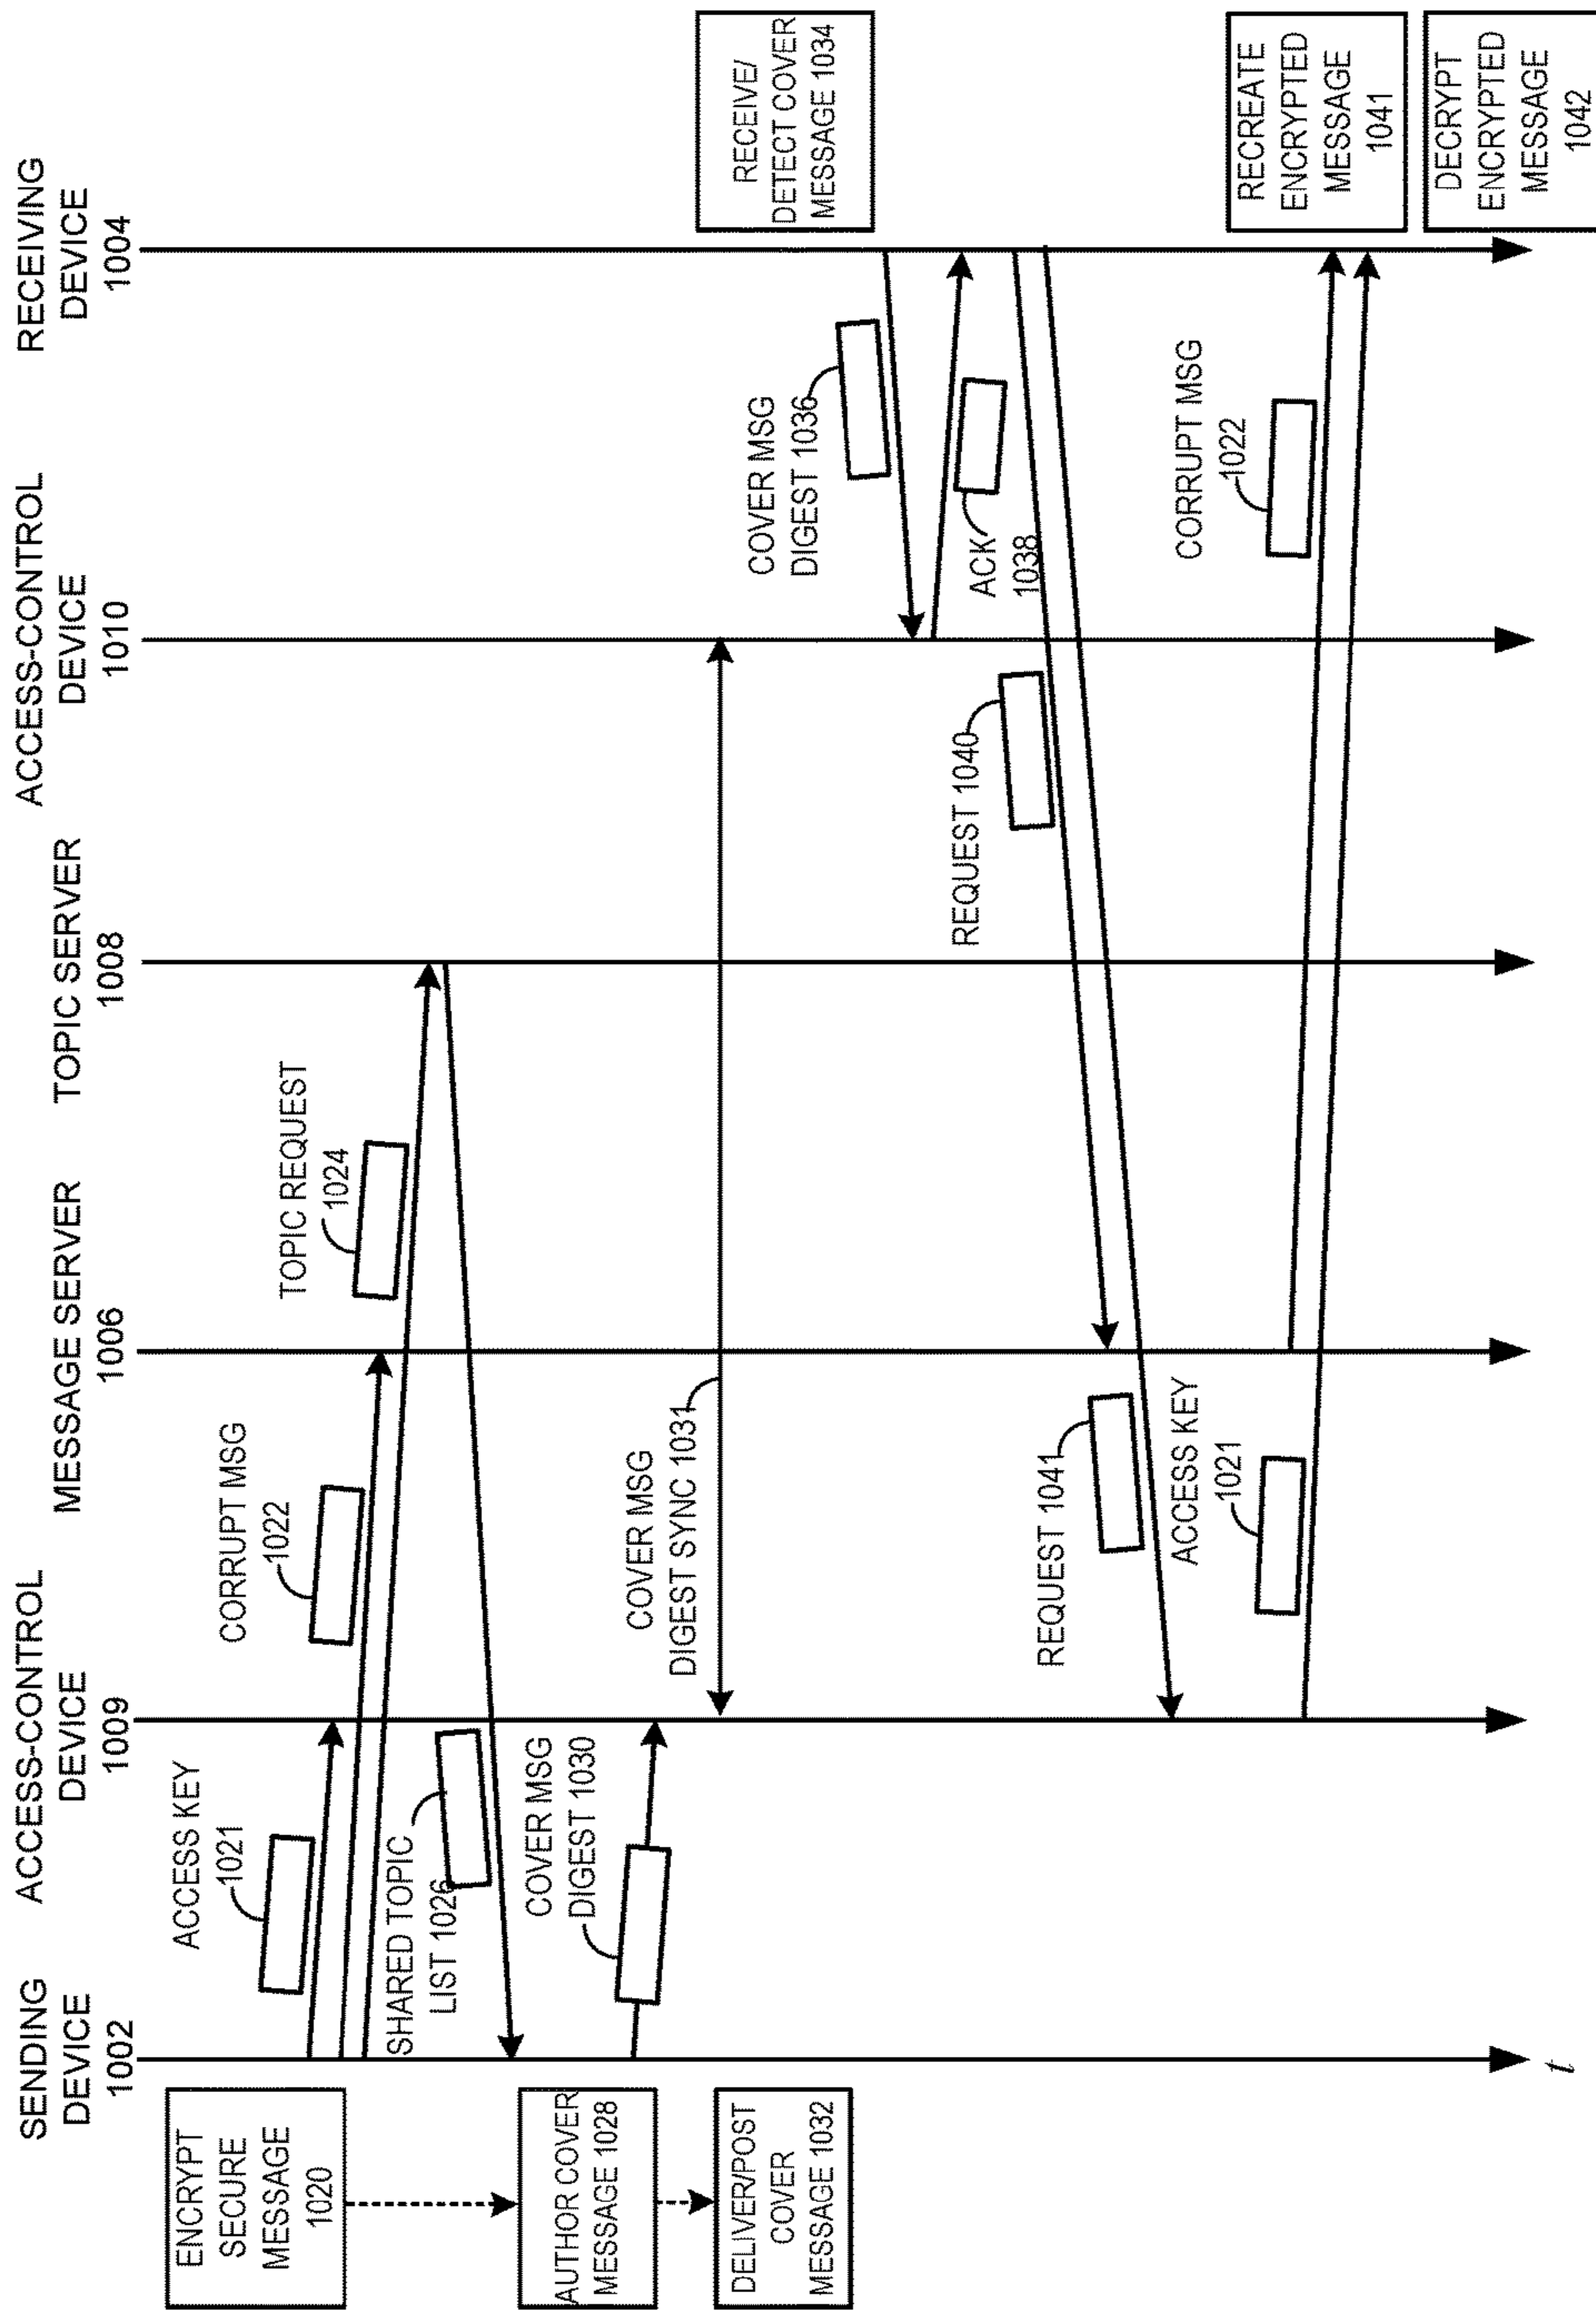 SENDING
DEVICE
1002
ACCESS-CONTROL
DEVICE
1009
MESSAGE SERVER
1006
TOPIC SERVER
1008
ACCESS-CONTROL
DEVICE
1010
RECEIVING
DEVICE
1004
ENCRYPT
SECURE
MESSAGE
1020
ACCESS KEY
1021
CORRUPT MSG
1022
TOPIC REQUEST
1024
SHARED TOPIC
LIST 1026
AUTHOR COVER
MESSAGE 1028
COVER MSG
DIGEST 1030
COVER MSG
DIGEST SYNC 1031
DELIVER/POST
COVER
MESSAGE 1032
RECEIVE/
DETECT COVER
MESSAGE 1034
COVER MSG
DIGEST 1036
ACK
1038
REQUEST 1040
REQUEST 1041
ACCESS KEY
1021
CORRUPT MSG
1022
RECREATE
ENCRYPTED
MESSAGE
1041
DECRYPT
ENCRYPTED
MESSAGE
1042
t